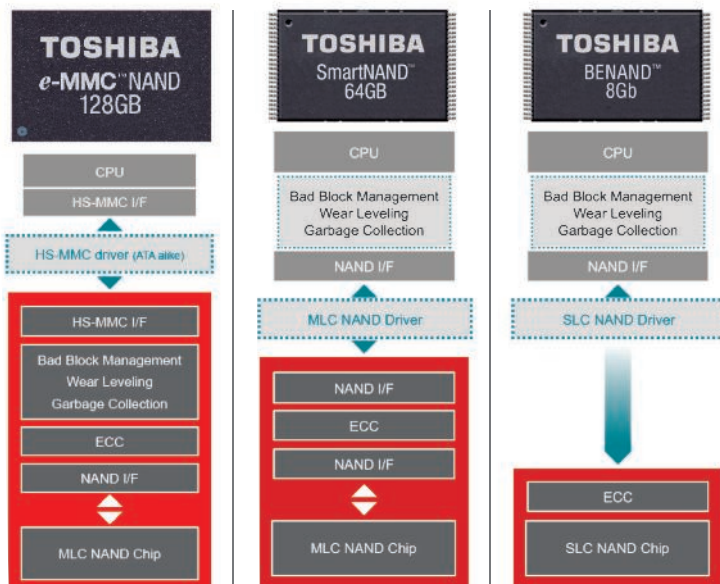 TOSHIBA
e-MMC™NAND
128GB
CPU
HS-MMC I/F
HS-MMC driver (ATA alike)
HS-MMC I/F
Bad Block Management
Wear Leveling
Garbage Collection
ECC
NAND I/F
MLC NAND Chip
TOSHIBA
SmartNAND™
64GB
CPU
Bad Block Management
Wear Leveling
Garbage Collection
NAND I/F
MLC NAND Driver
NAND I/F
ECC
NAND I/F
MLC NAND Chip
TOSHIBA
BENAND™
8Gb
CPU
Bad Block Management
Wear Leveling
Garbage Collection
NAND I/F
SLC NAND Driver
ECC
SLC NAND Chip